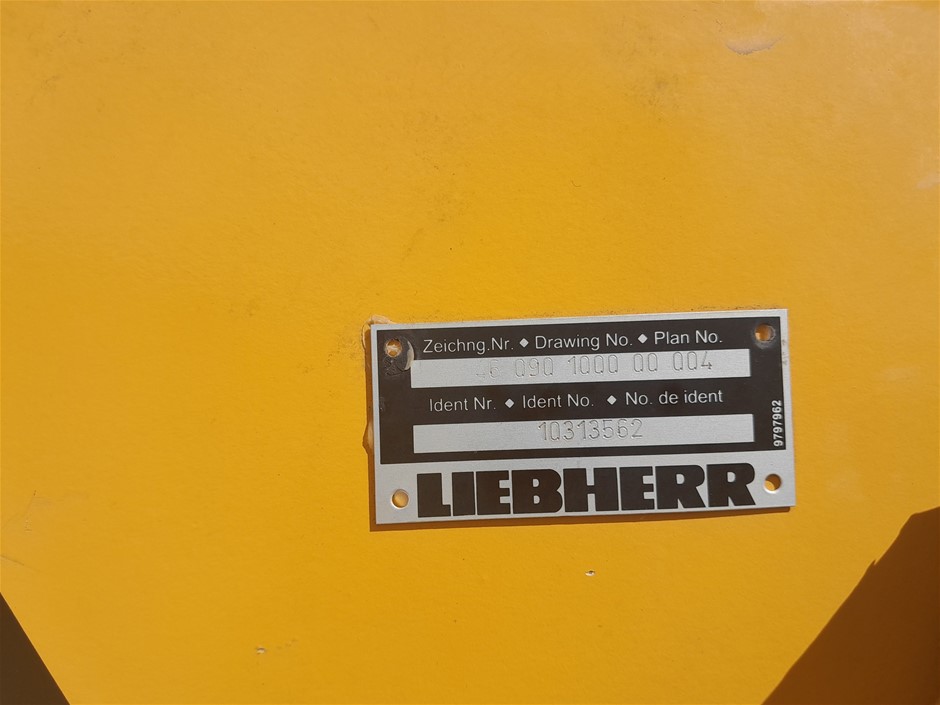 Zeichng.Nr. ◆ Drawing No. ◆ Plan No.
090 1000 00 004
Ident Nr. ◆ Ident No. ◆ No. de ident
10313562
9797962
LIEBHERR